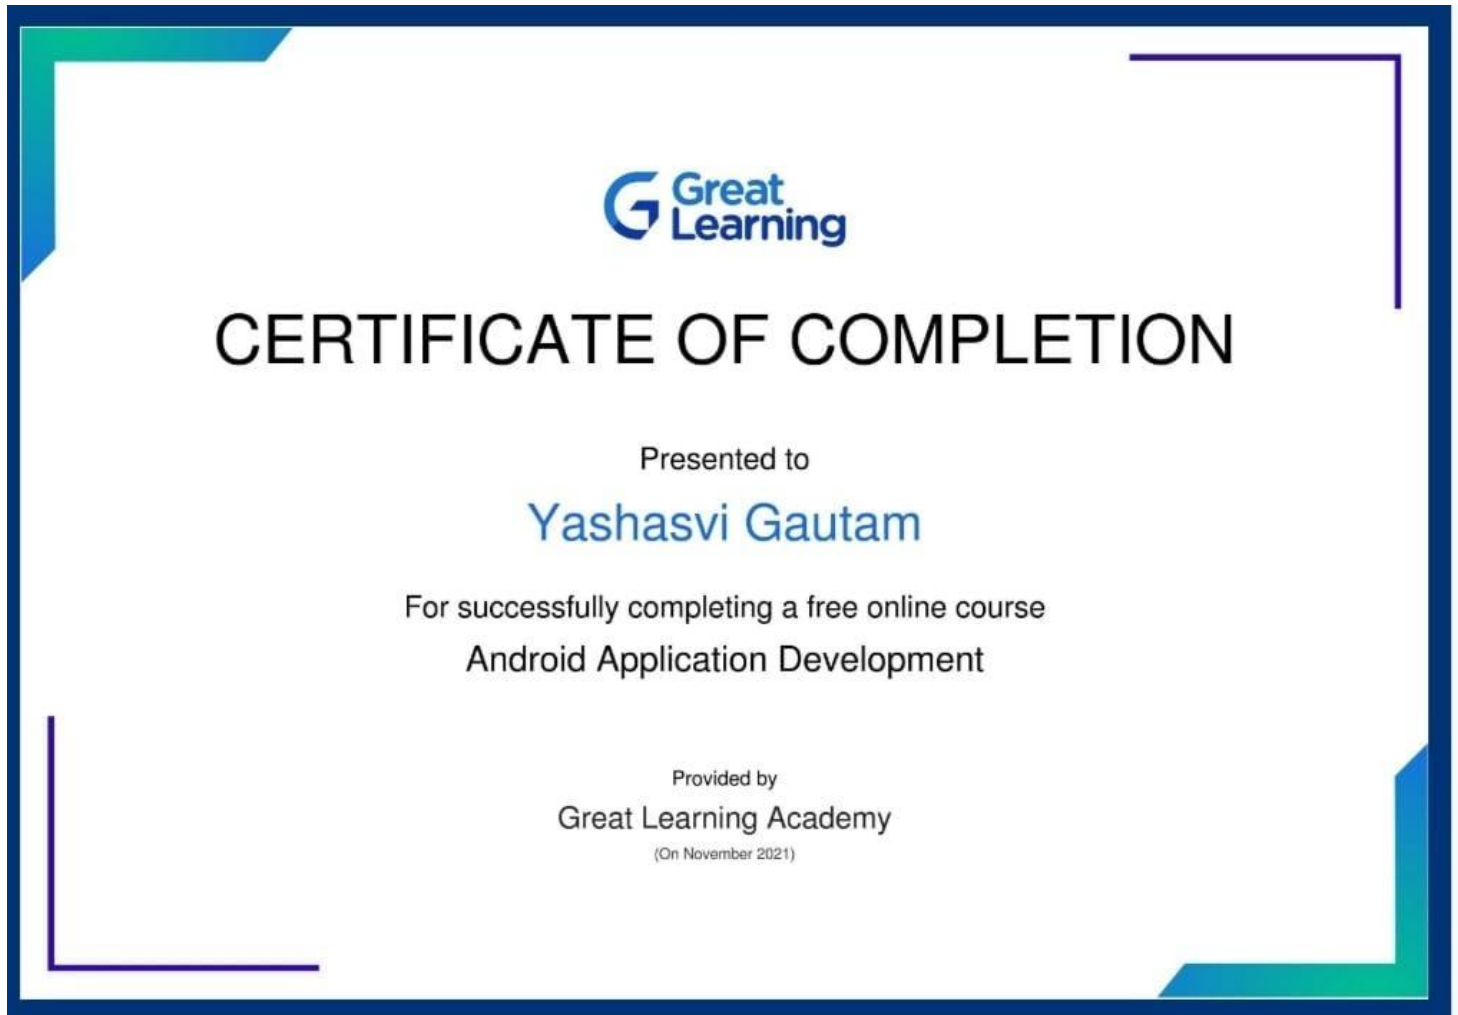 Great
Learning
CERTIFICATE OF COMPLETION
Presented to
Yashasvi Gautam
For successfully completing a free online course
Android Application Development
Provided by
Great Learning Academy
(On November 2021)